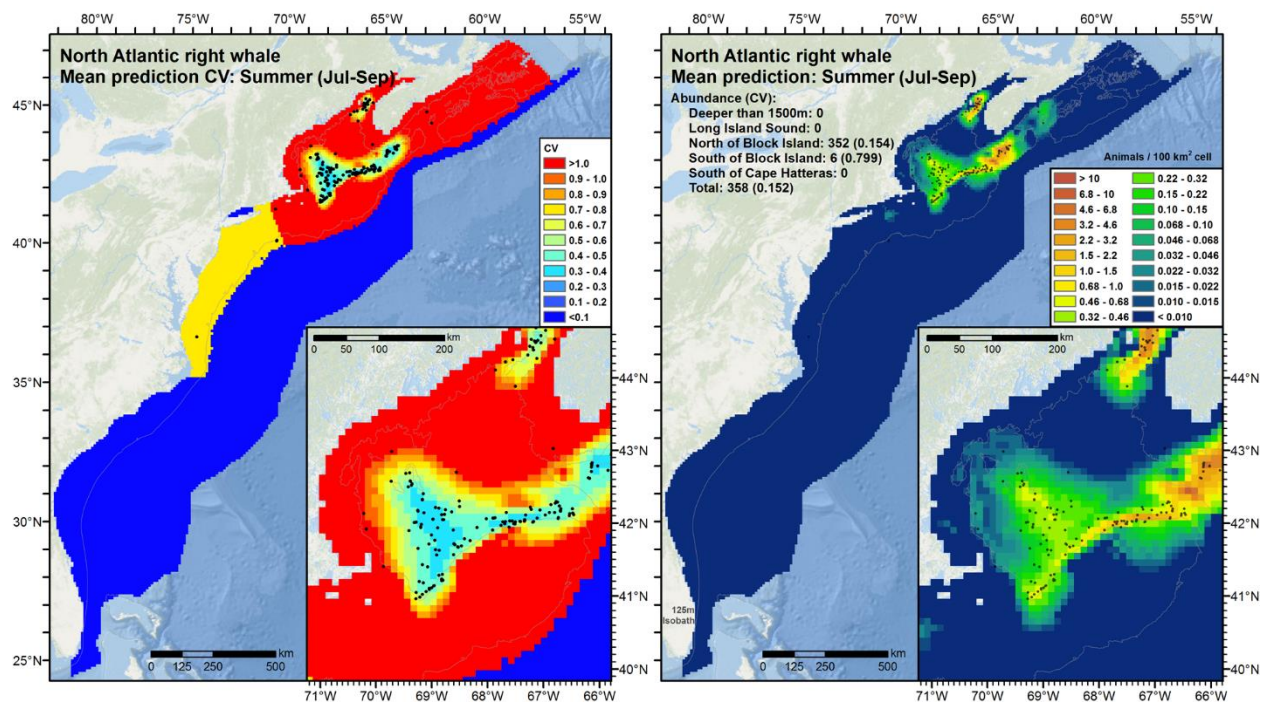 80°W 75°W 70°W 65°W 60°W 55°W
North Atlantic right whale
Mean prediction CV: Summer (Jul-Sep)
45°N
40°N
35°N
30°N
25°N
CV
>1.0
0.9 - 1.0
0.8 - 0.9
0.7 - 0.8
0.6 - 0.7
0.5 - 0.6
0.4 - 0.5
0.3 - 0.4
0.2 - 0.3
0.1 - 0.2
<0.1
km
0 50 100 200
44°N
43°N
42°N
41°N
40°N
km
0 125 250 500
71°W 70°W 69°W 68°W 67°W 66°W
80°W 75°W 70°W 65°W 60°W 55°W
North Atlantic right whale
Mean prediction: Summer (Jul-Sep)
Abundance (CV):
Deeper than 1500m: 0
Long Island Sound: 0
North of Block Island: 352 (0.154)
South of Block Island: 6 (0.799)
South of Cape Hatteras: 0
Total: 358 (0.152)
45°N
40°N
35°N
30°N
25°N
Animals / 100 km² cell
> 10 0.22 - 0.32
6.8 - 10 0.15 - 0.22
4.6 - 6.8 0.10 - 0.15
3.2 - 4.6 0.068 - 0.10
2.2 - 3.2 0.046 - 0.068
1.5 - 2.2 0.032 - 0.046
1.0 - 1.5 0.022 - 0.032
0.68 - 1.0 0.015 - 0.022
0.46 - 0.68 0.010 - 0.015
0.32 - 0.46 < 0.010
km
0 50 100 200
44°N
43°N
42°N
41°N
40°N
125m
Isobath
km
0 125 250 500
71°W 70°W 69°W 68°W 67°W 66°W